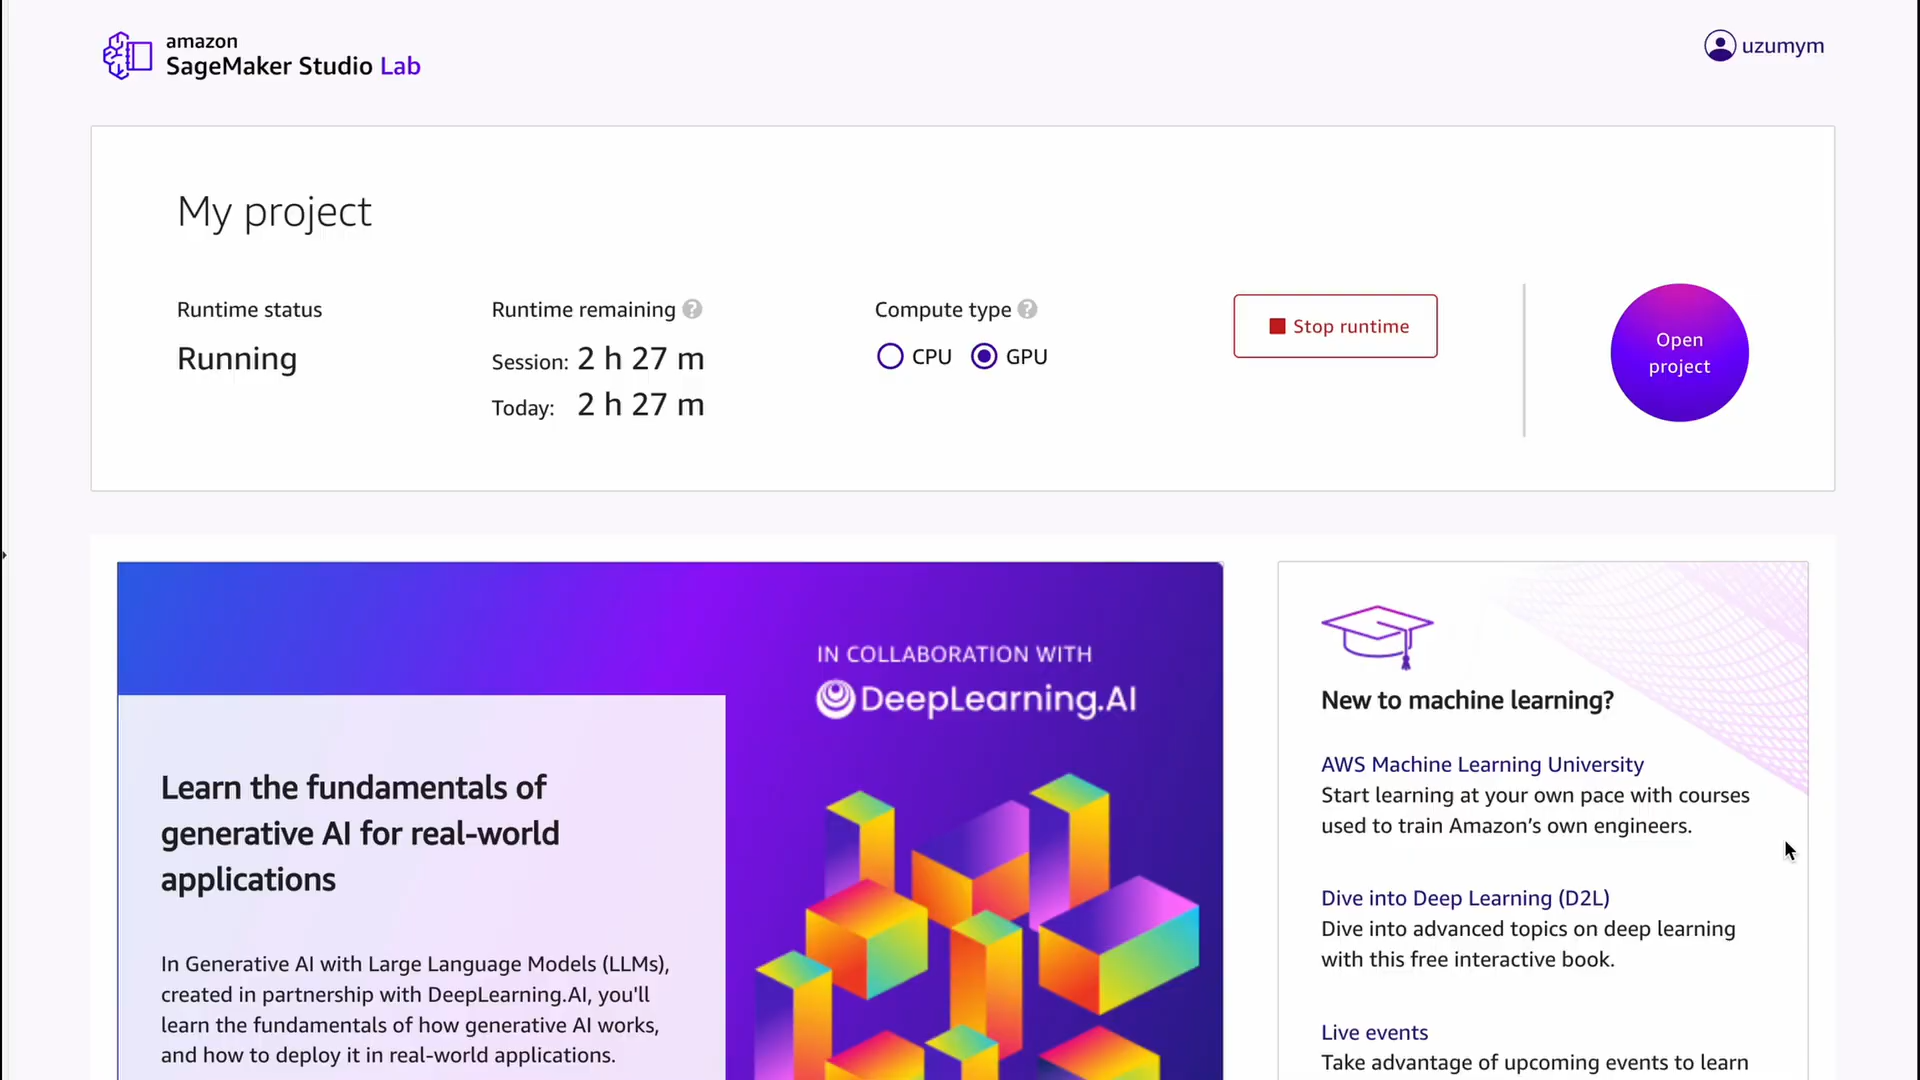 amazon
SageMaker Studio Lab
uzumym
My project
Runtime status
Running
Runtime remaining ?
Session: 2 h 27 m
Today: 2 h 27 m
Compute type ?
CPU GPU
Stop runtime
Open
project
IN COLLABORATION WITH
DeepLearning.AI
Learn the fundamentals of
generative AI for real-world
applications
In Generative AI with Large Language Models (LLMs),
created in partnership with DeepLearning.AI, you'll
learn the fundamentals of how generative AI works,
and how to deploy it in real-world applications.
New to machine learning?
AWS Machine Learning University
Start learning at your own pace with courses
used to train Amazon's own engineers.
Dive into Deep Learning (D2L)
Dive into advanced topics on deep learning
with this free interactive book.
Live events
Take advantage of upcoming events to learn